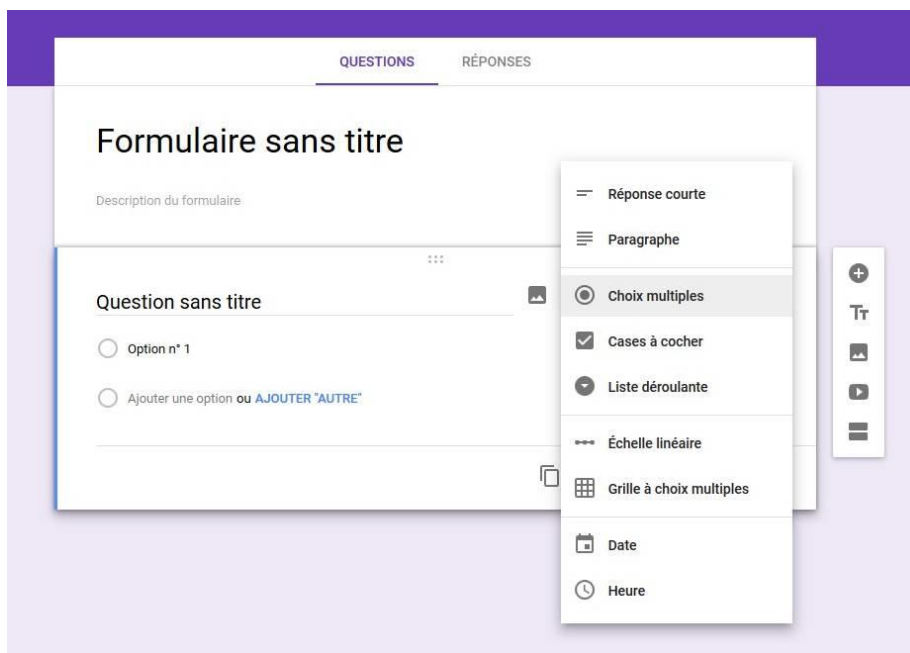 QUESTIONS RÉPONSES
Formulaire sans titre
Description du formulaire
Question sans titre
Option n° 1
Ajouter une option ou AJOUTER "AUTRE"
Réponse courte
Paragraphe
Choix multiples
Cases à cocher
Liste déroulante
Échelle linéaire
Grille à choix multiples
Date
Heure
Tт